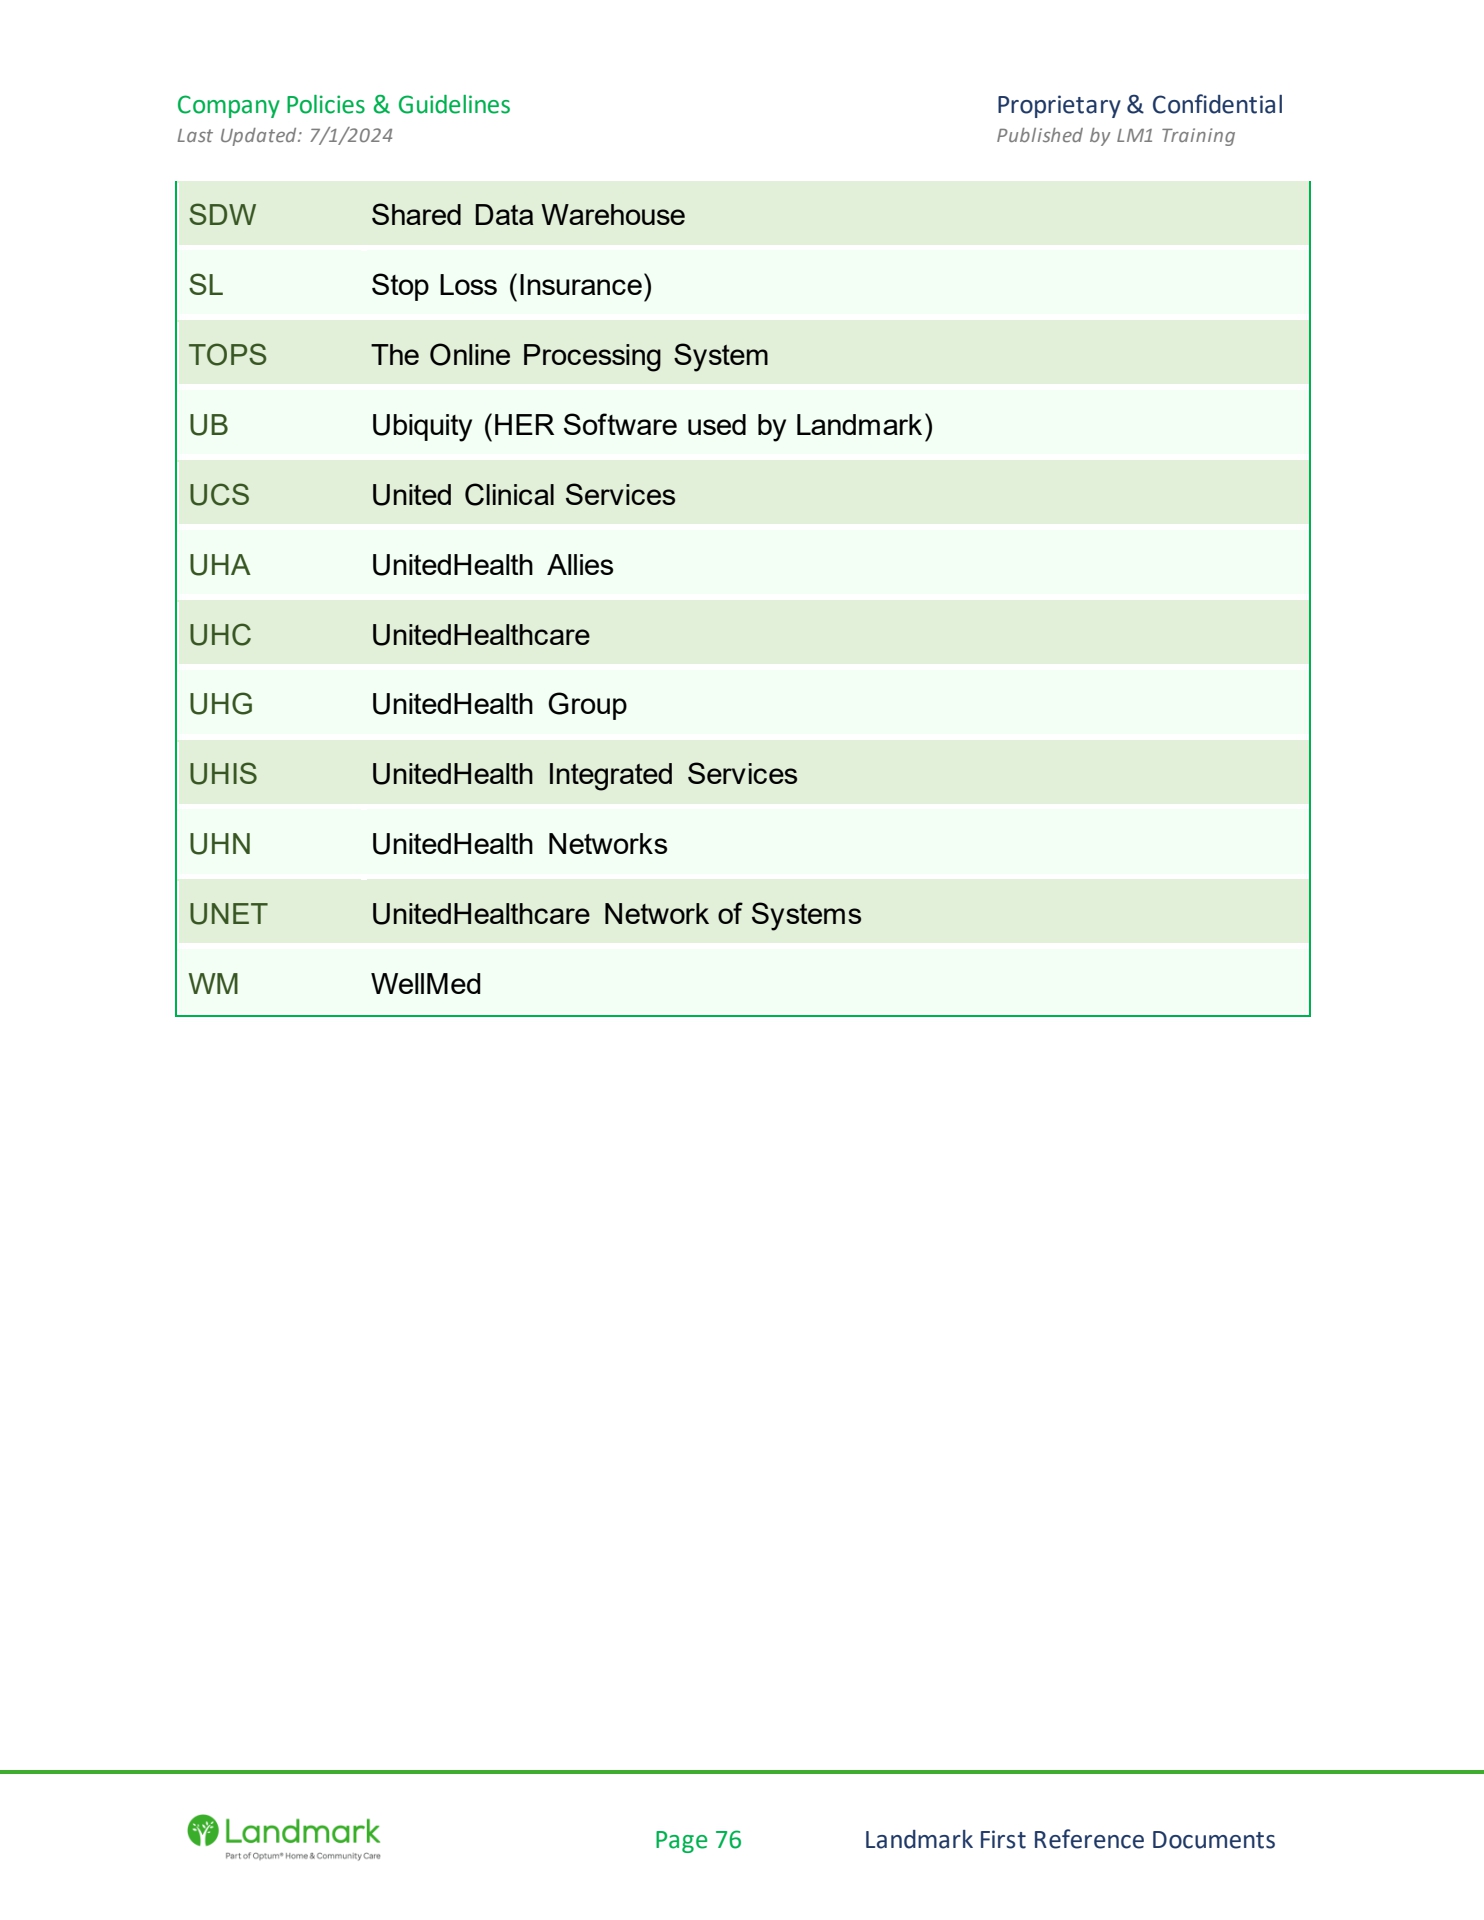 Company Policies & Guidelines Proprietary & Confidential
Last Updated: 7/1/2024 Published by LM1 Training
SDW Shared Data Warehouse
SL Stop Loss (Insurance)
TOPS The Online Processing System
UB Ubiquity (HER Software used by Landmark)
UCS United Clinical Services
UHA UnitedHealth Allies
UHC UnitedHealthcare
UHG UnitedHealth Group
UHIS UnitedHealth Integrated Services
UHN UnitedHealth Networks
UNET UnitedHealthcare Network of Systems
WM WellMed
Landmark
Part of Optum® Home & Community Care
Page 76 Landmark First Reference Documents